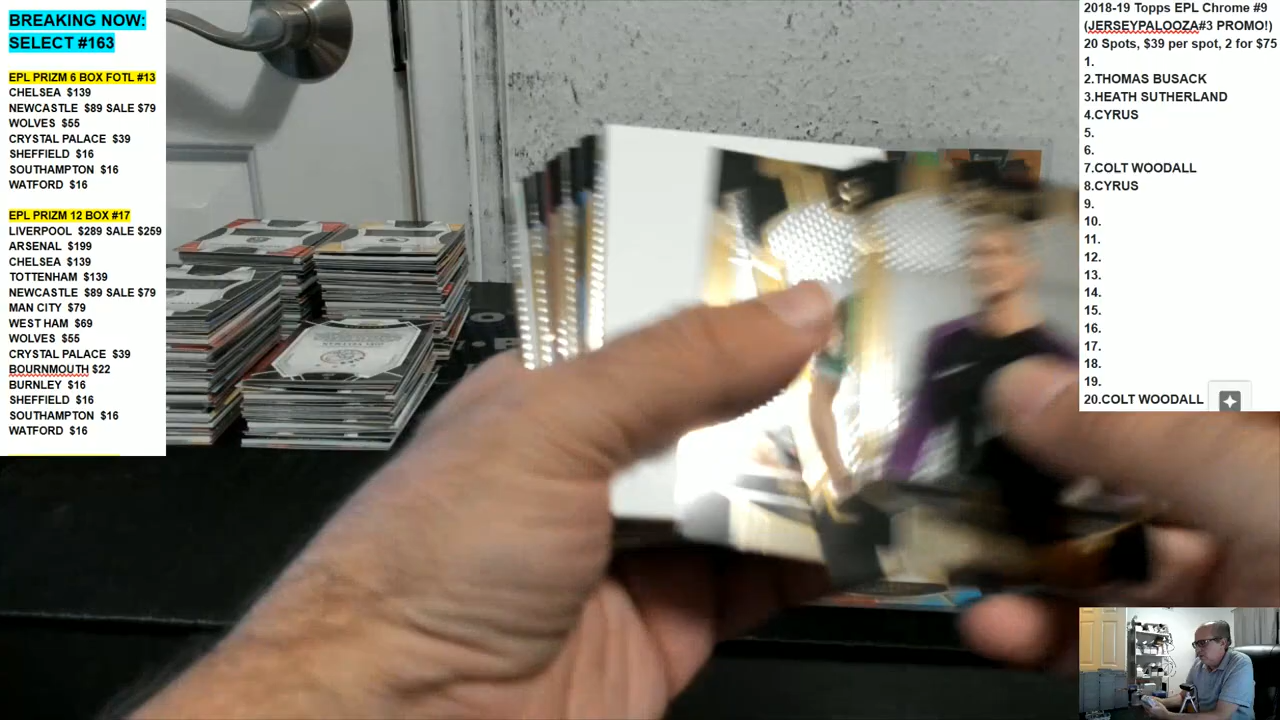 BREAKING NOW:
SELECT #163
EPL PRIZM 6 BOX FOTL #13
CHELSEA $139
NEWCASTLE $89 SALE $79
WOLVES $55
CRYSTAL PALACE $39
SHEFFIELD $16
SOUTHAMPTON $16
WATFORD $16
EPL PRIZM 12 BOX #17
LIVERPOOL $289 SALE $259
ARSENAL $199
CHELSEA $139
TOTTENHAM $139
NEWCASTLE $89 SALE $79
MAN CITY $79
WEST HAM $69
WOLVES $55
CRYSTAL PALACE $39
BOURNMOUTH $22
BURNLEY $16
SHEFFIELD $16
SOUTHAMPTON $16
WATFORD $16
2018-19 Topps EPL Chrome #9
(JERSEYPALOOZA#3 PROMO!)
20 Spots, $39 per spot, 2 for $75
1.
2.THOMAS BUSACK
3.HEATH SUTHERLAND
4.CYRUS
5.
6.
7.COLT WOODALL
8.CYRUS
9.
10.
11.
12.
13.
14.
15.
16.
17.
18.
19.
20.COLT WOODALL